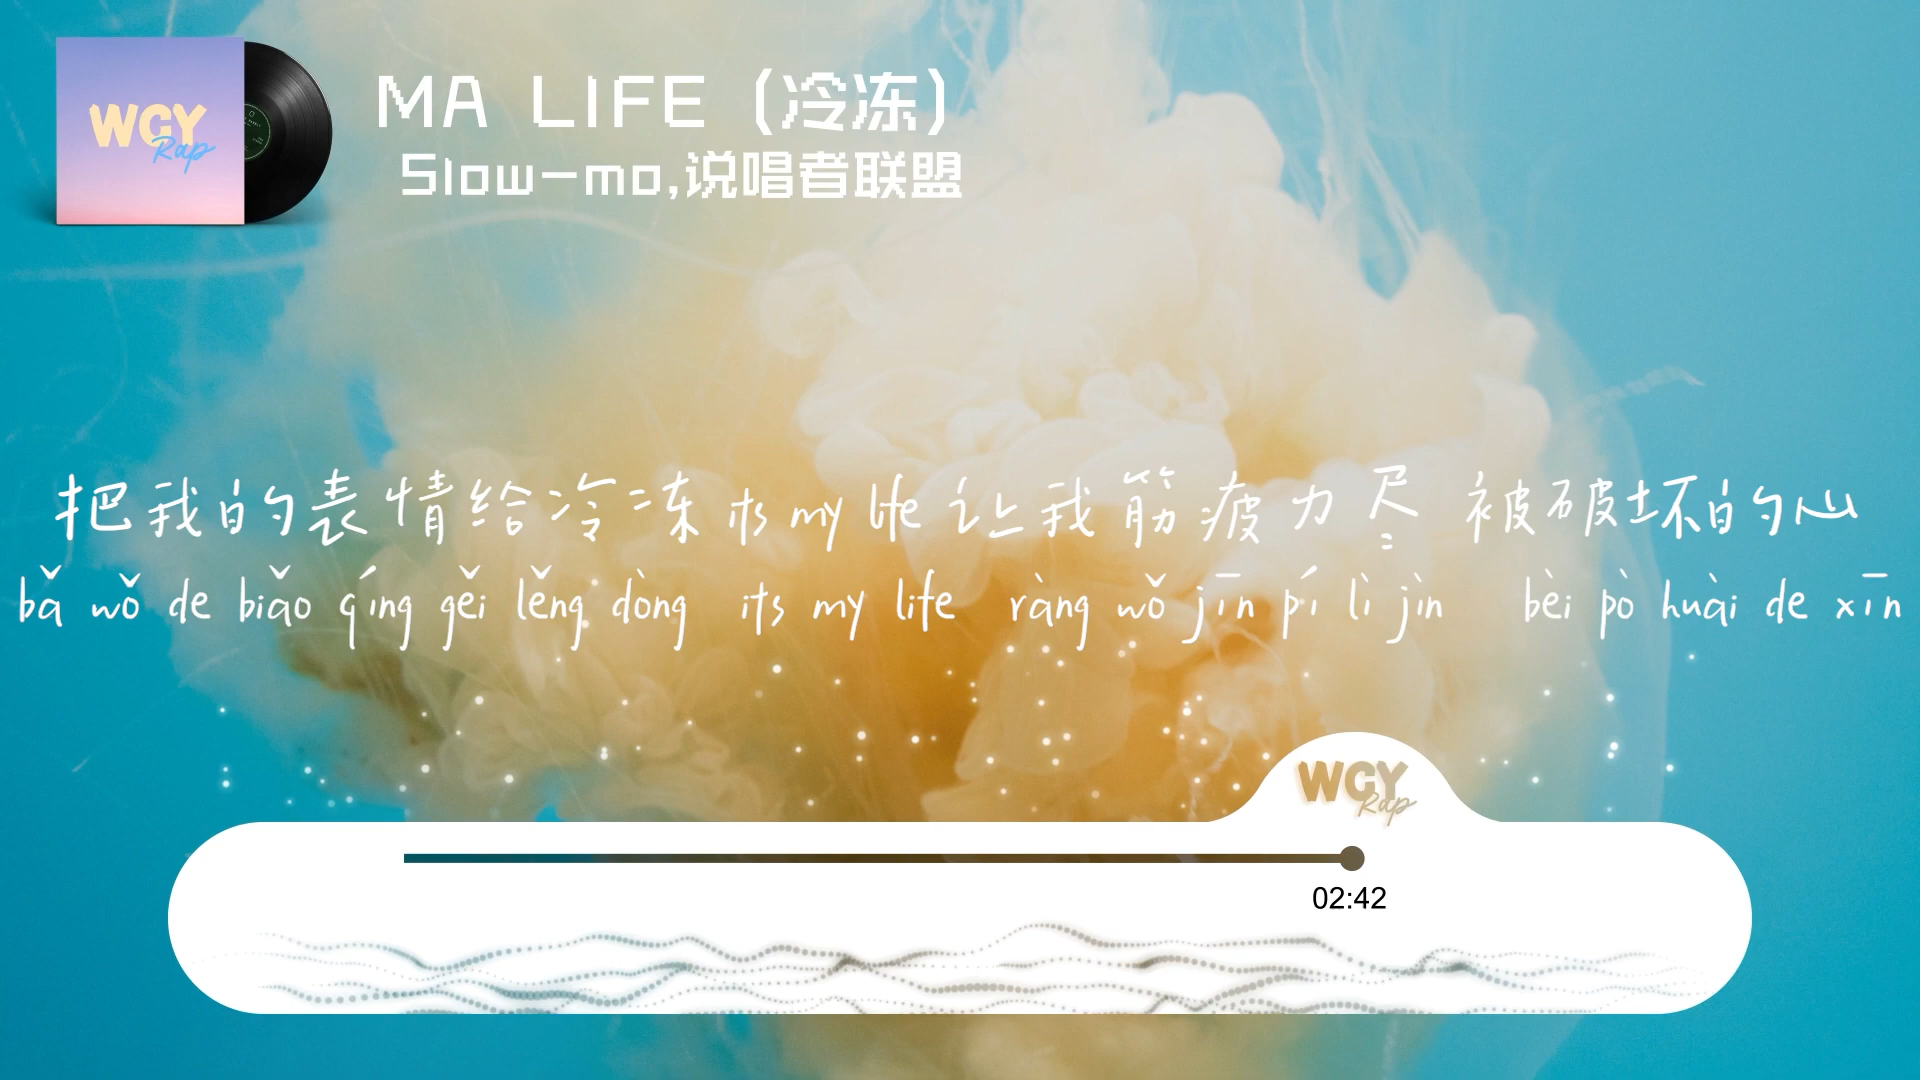 WCY
Rap
MA LIFE (冷冻)
Slow-mo,说唱者联盟
把我的表情给冷冻 its my life 让我筋疲力尽 被破坏的心
bǎ wǒ de biǎo qíng gěi lěng dòng its my life ràng wǒ jīn pí lì jìn bèi pò huài de xīn
WCY
Rap
02:42